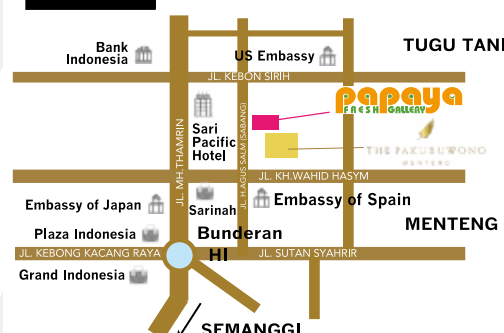 Bank
Indonesia
US Embassy
TUGU TANI
JL. KEBON SIRIH
papaya
FRESH GALLERY
Sari
Pacific
Hotel
JL. MH.THAMRIN
JL. H AGUS SALM (SABANG)
THE PAKUBUWONO
MENTENG
JL. KH.WAHID HASYM
Embassy of Japan
Sarinah
Embassy of Spain
MENTENG
Plaza Indonesia
Bunderan
HI
JL. KEBONG KACANG RAYA
JL. SUTAN SYAHRIR
Grand Indonesia
SEMANGGI